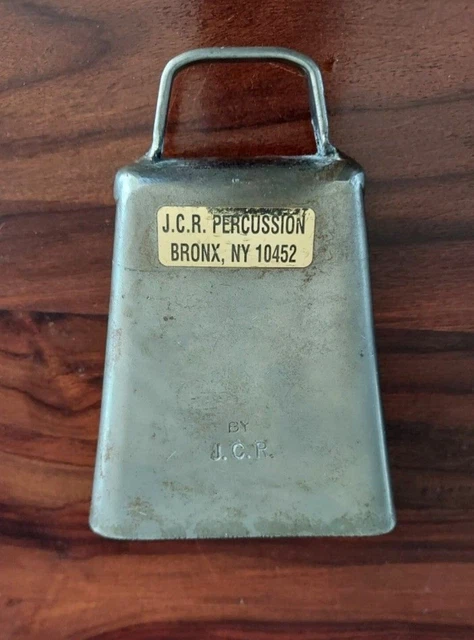 J.C.R. PERCUSSION
BRONX, NY 10452
BY
J.C.R.